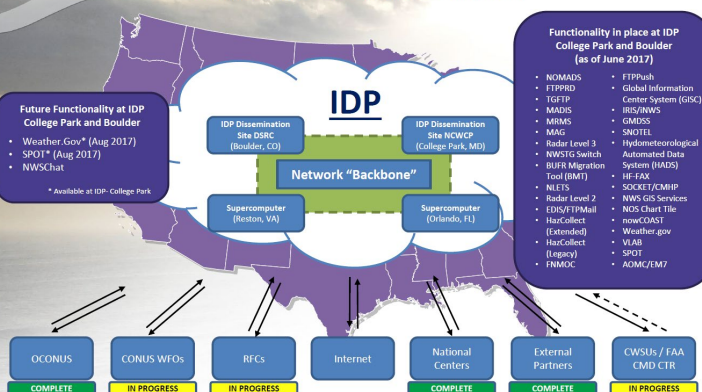 Functionality in place at IDP
College Park and Boulder
(as of June 2017)
• NOMADS
• FTPPRD
• TGFTP
• MADIS
• MRMS
• MAG
• Radar Level 3
• NWSTG Switch
• BUFR Migration
Tool (BMT)
• NLETS
• Radar Level 2
• EDIS/FTPMail
• HazCollect
(Extended)
• HazCollect
(Legacy)
• FNMOC
• FTPPush
• Global Information
Center System (GISC)
• IRIS/iNWS
• GMDSS
• SNOTEL
• Hydometeorological
Automated Data
System (HADS)
• HF-FAX
• SOCKET/CMHP
• NWS GIS Services
• NOS Chart Tile
• nowCOAST
• Weather.gov
• VLAB
• SPOT
• AOMC/EM7
IDP
Future Functionality at IDP
College Park and Boulder
• Weather.Gov* (Aug 2017)
• SPOT* (Aug 2017)
• NWSChat
* Available at IDP- College Park
IDP Dissemination
Site DSRC
(Boulder, CO)
IDP Dissemination
Site NCWCP
(College Park, MD)
Network “Backbone”
Supercomputer
(Reston, VA)
Supercomputer
(Orlando, FL)
OCONUS
COMPLETE
CONUS WFOs
IN PROGRESS
RFCs
IN PROGRESS
Internet
National
Centers
COMPLETE
External
Partners
COMPLETE
CWSUs / FAA
CMD CTR
IN PROGRESS